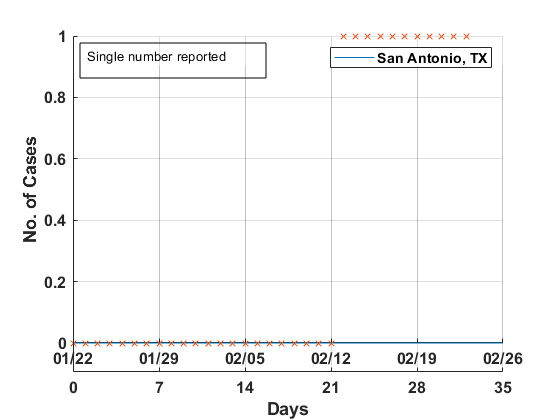 Single number reported
San Antonio, TX
No. of Cases
1
0.8
0.6
0.4
0.2
0
01/22 01/29 02/05 02/12 02/19 02/26
0 7 14 21 28 35
Days